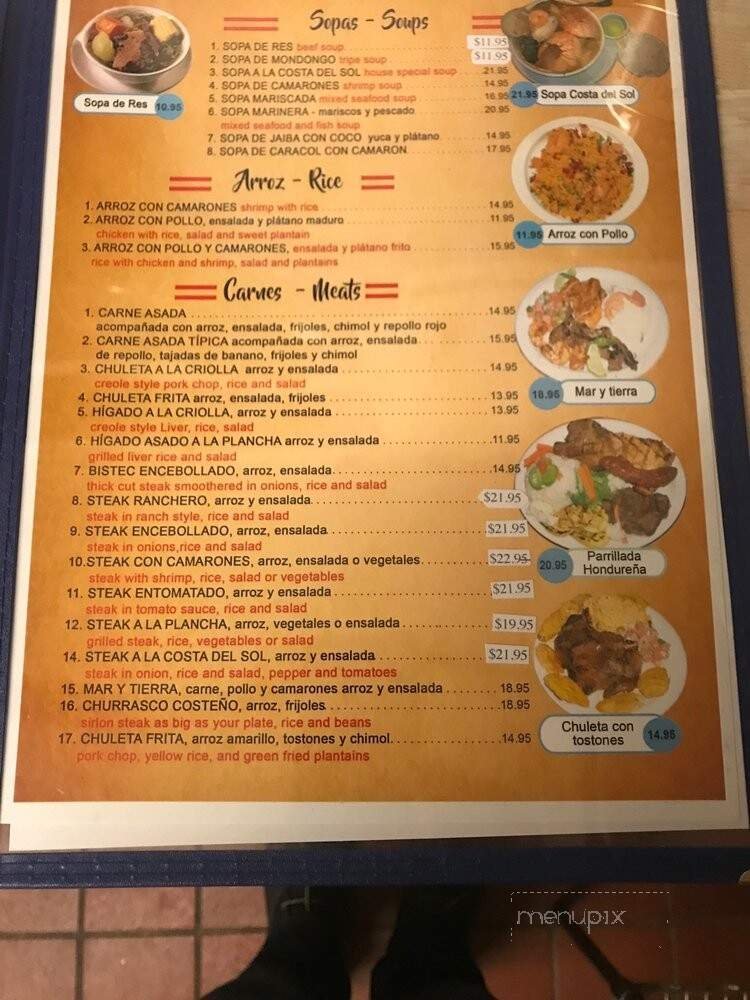 Sopas - Soups
1. SOPA DE RES beef soup $11.95
2. SOPA DE MONDONGO tripe soup $11.95
3. SOPA A LA COSTA DEL SOL house special soup 21.95
4. SOPA DE CAMARONES shrimp soup 14.95
5. SOPA MARISCADA mixed seafood soup 16.95
6. SOPA MARINERA - mariscos y pescado 20.95
mixed seafood and fish soup
7. SOPA DE JAIBA CON COCO yuca y plátano 14.95
8. SOPA DE CARACOL CON CAMARON 17.95
Sopa de Res 10.95
21.95 Sopa Costa del Sol
Arroz - Rice
1. ARROZ CON CAMARONES shrimp with rice 14.95
2. ARROZ CON POLLO, ensalada y plátano maduro 11.95
chicken with rice, salad and sweet plantain
3. ARROZ CON POLLO Y CAMARONES, ensalada y plátano frito 15.95
rice with chicken and shrimp, salad and plantains
11.95 Arroz con Pollo
Carnes - Meats
1. CARNE ASADA 14.95
acompañada con arroz, ensalada, frijoles, chimol y repollo rojo
2. CARNE ASADA TÍPICA acompañada con arroz, ensalada 15.95
de repollo, tajadas de banano, frijoles y chimol
3. CHULETA A LA CRIOLLA arroz y ensalada 14.95
creole style pork chop, rice and salad
4. CHULETA FRITA arroz, ensalada, frijoles 13.95
5. HÍGADO A LA CRIOLLA, arroz y ensalada 13.95
creole style Liver, rice, salad
6. HÍGADO ASADO A LA PLANCHA arroz y ensalada 11.95
grilled liver rice and salad
7. BISTEC ENCEBOLLADO, arroz, ensalada 14.95
thick cut steak smoothered in onions, rice and salad
8. STEAK RANCHERO, arroz y ensalada $21.95
steak in ranch style, rice and salad
9. STEAK ENCEBOLLADO, arroz, ensalada $21.95
steak in onions,rice and salad
10.STEAK CON CAMARONES, arroz, ensalada o vegetales $22.95
steak with shrimp, rice, salad or vegetables
11. STEAK ENTOMATADO, arroz y ensalada $21.95
steak in tomato sauce, rice and salad
12. STEAK A LA PLANCHA, arroz, vegetales o ensalada $19.95
grilled steak, rice, vegetables or salad
14. STEAK A LA COSTA DEL SOL, arroz y ensalada $21.95
steak in onion, rice and salad, pepper and tomatoes
15. MAR Y TIERRA, carne, pollo y camarones arroz y ensalada 18.95
16. CHURRASCO COSTEÑO, arroz, frijoles 18.95
sirlon steak as big as your plate, rice and beans
17. CHULETA FRITA, arroz amarillo, tostones y chimol 14.95
pork chop, yellow rice, and green fried plantains
18.95 Mar y tierra
20.95 Parrillada
Hondureña
Chuleta con
tostones 14.95
menupix